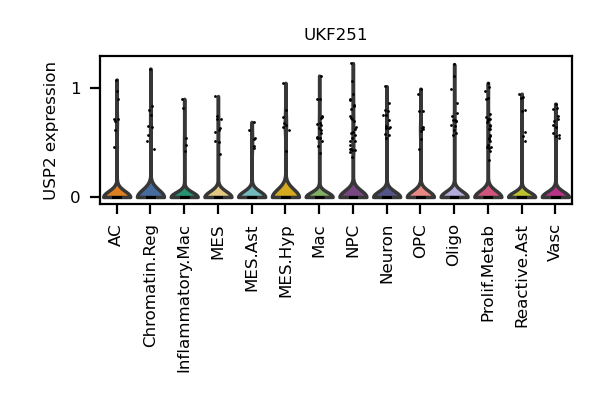 UKF251
USP2 expression
1
0
AC
Chromatin.Reg
Inflammatory.Mac
MES
MES.Ast
MES.Hyp
Mac
NPC
Neuron
OPC
Oligo
Prolif.Metab
Reactive.Ast
Vasc